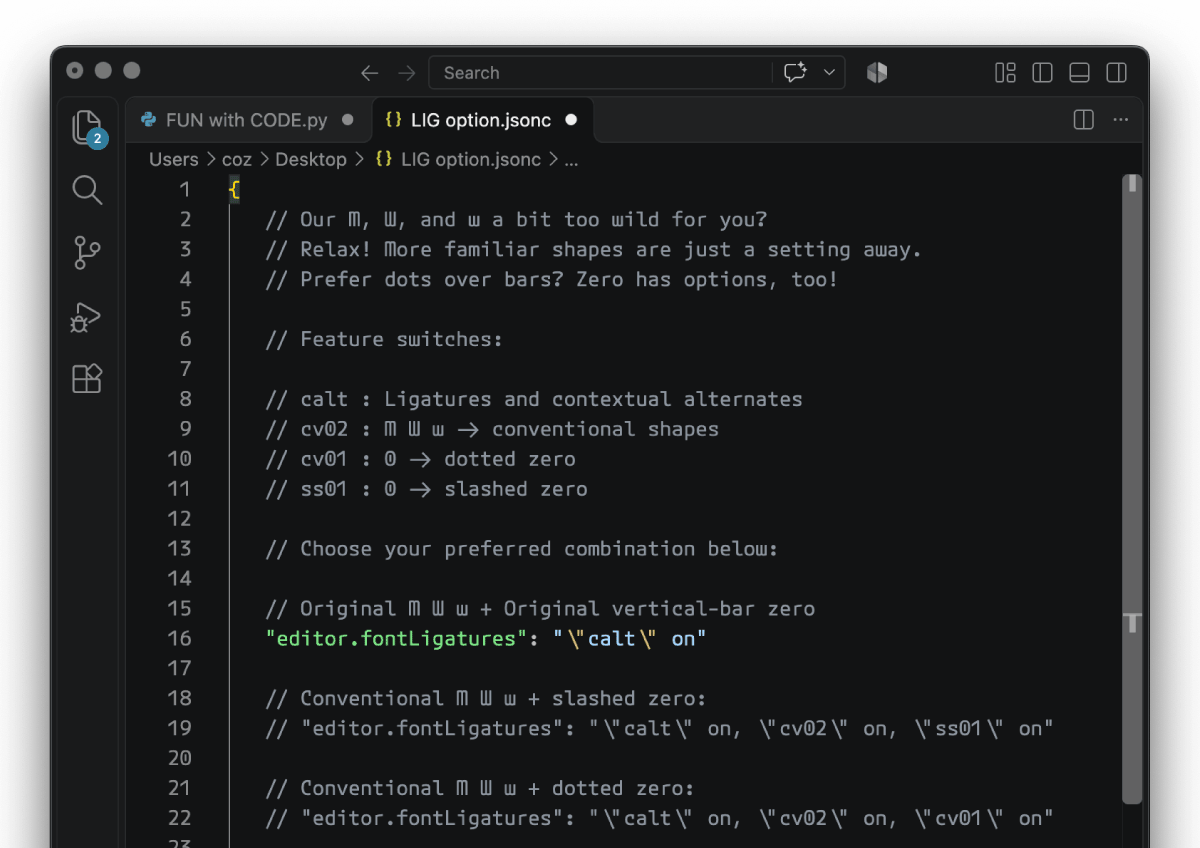 Search
2
FUN with CODE.py
{} LIG option.jsonc
Users > coz > Desktop > {} LIG option.jsonc > ...
1 {
2 // Our M, W, and w a bit too wild for you?
3 // Relax! More familiar shapes are just a setting away.
4 // Prefer dots over bars? Zero has options, too!
5
6 // Feature switches:
7
8 // calt : Ligatures and contextual alternates
9 // cv02 : M W w -> conventional shapes
10 // cv01 : 0 -> dotted zero
11 // ss01 : 0 -> slashed zero
12
13 // Choose your preferred combination below:
14
15 // Original M W w + Original vertical-bar zero
16 "editor.fontLigatures": "\"calt\" on"
17
18 // Conventional M W w + slashed zero:
19 // "editor.fontLigatures": "\"calt\" on, \"cv02\" on, \"ss01\" on"
20
21 // Conventional M W w + dotted zero:
22 // "editor.fontLigatures": "\"calt\" on, \"cv02\" on, \"cv01\" on"
23